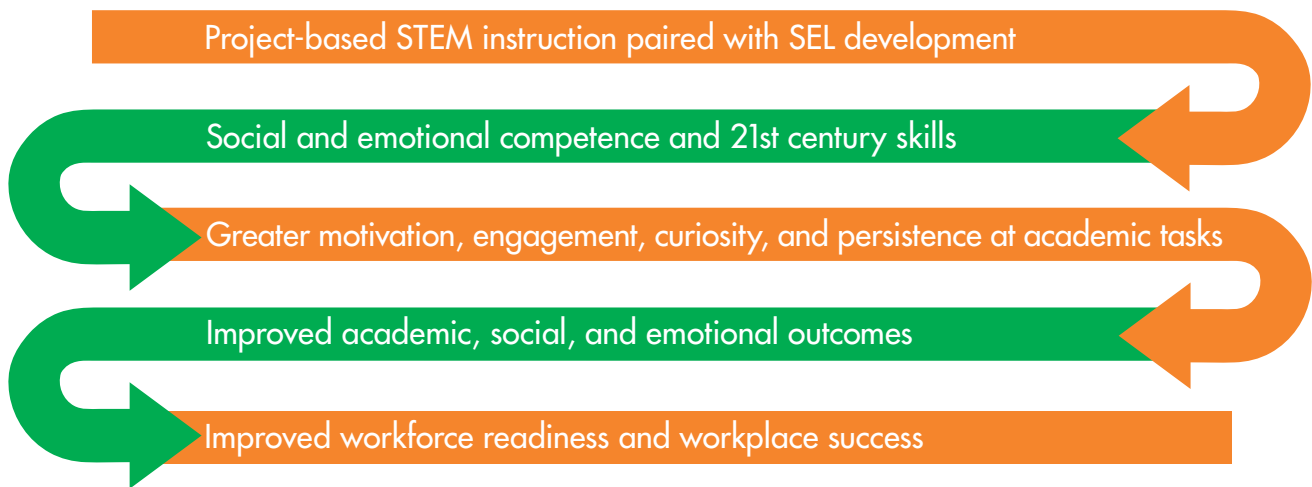 Project-based STEM instruction paired with SEL development
Social and emotional competence and 21st century skills
Greater motivation, engagement, curiosity, and persistence at academic tasks
Improved academic, social, and emotional outcomes
Improved workforce readiness and workplace success